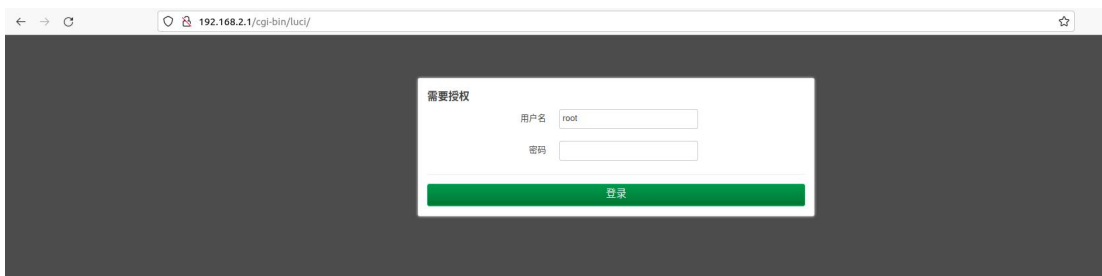 192.168.2.1/cgi-bin/luci/
需要授权
用户名 root
密码
登录